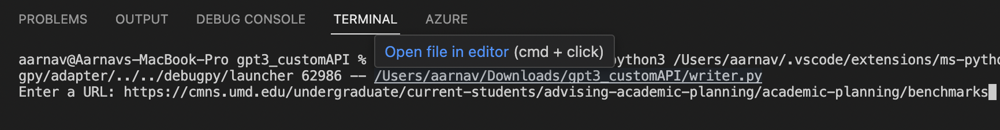 PROBLEMS OUTPUT DEBUG CONSOLE TERMINAL AZURE
Open file in editor (cmd + click)
aarnav@Aarnavs-MacBook-Pro gpt3_customAPI % python3 /Users/aarnav/.vscode/extensions/ms-pytho
gpy/adapter/../../debugpy/launcher 62986 -- /Users/aarnav/Downloads/gpt3_customAPI/writer.py
Enter a URL: https://cmns.umd.edu/undergraduate/current-students/advising-academic-planning/academic-planning/benchmarks